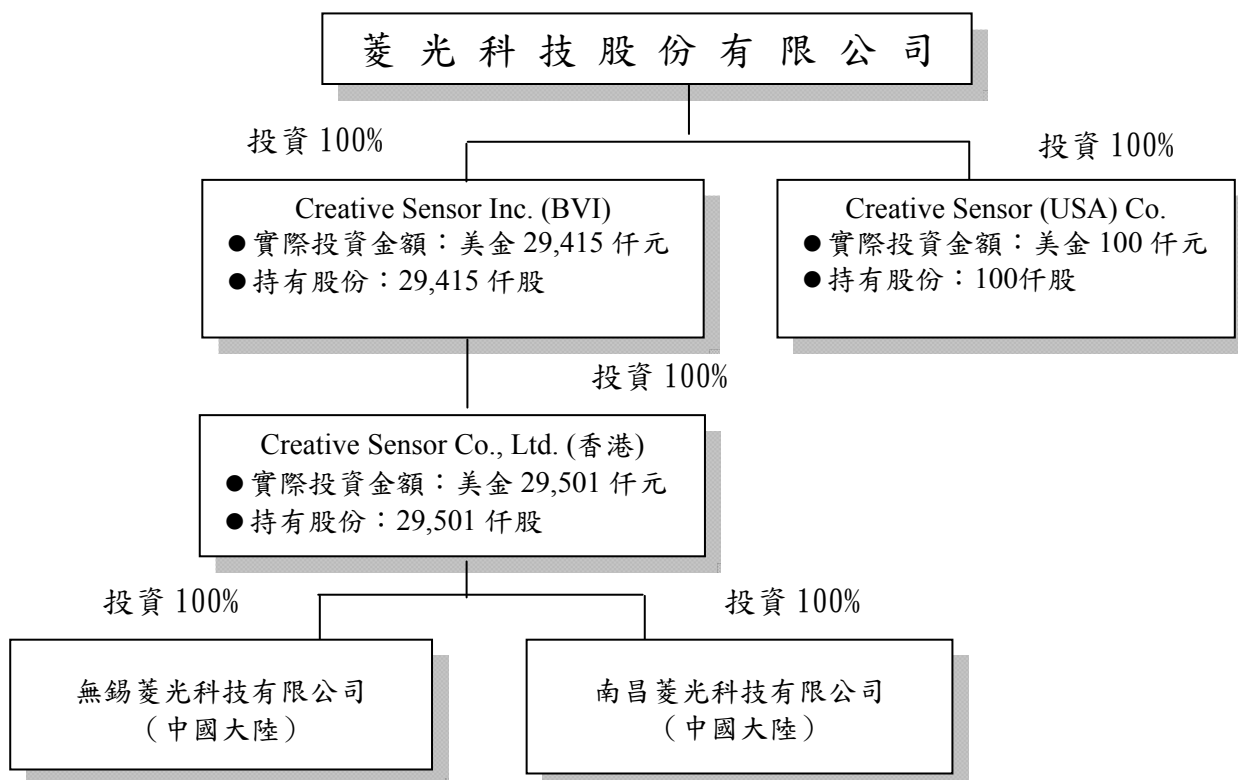 菱光科技股份有限公司
投資 100%
投資 100%
Creative Sensor Inc. (BVI)
●實際投資金額：美金 29,415 仟元
●持有股份：29,415 仟股
Creative Sensor (USA) Co.
●實際投資金額：美金 100 仟元
●持有股份：100仟股
投資 100%
Creative Sensor Co., Ltd. (香港)
●實際投資金額：美金 29,501 仟元
●持有股份：29,501 仟股
投資 100%
投資 100%
無錫菱光科技有限公司
（中國大陸）
南昌菱光科技有限公司
（中國大陸）